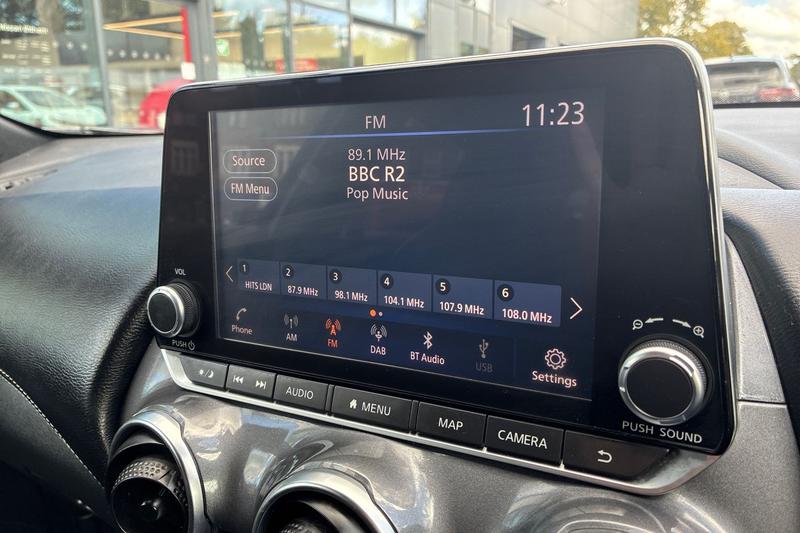 FM
11:23
Source
FM Menu
89.1 MHz
BBC R2
Pop Music
1
HITS LDN
2
87.9 MHz
3
98.1 MHz
4
104.1 MHz
5
107.9 MHz
6
108.0 MHz
Phone
AM
FM
DAB
BT Audio
USB
Settings
VOL
PUSH
PUSH SOUND
AUDIO
MENU
MAP
CAMERA